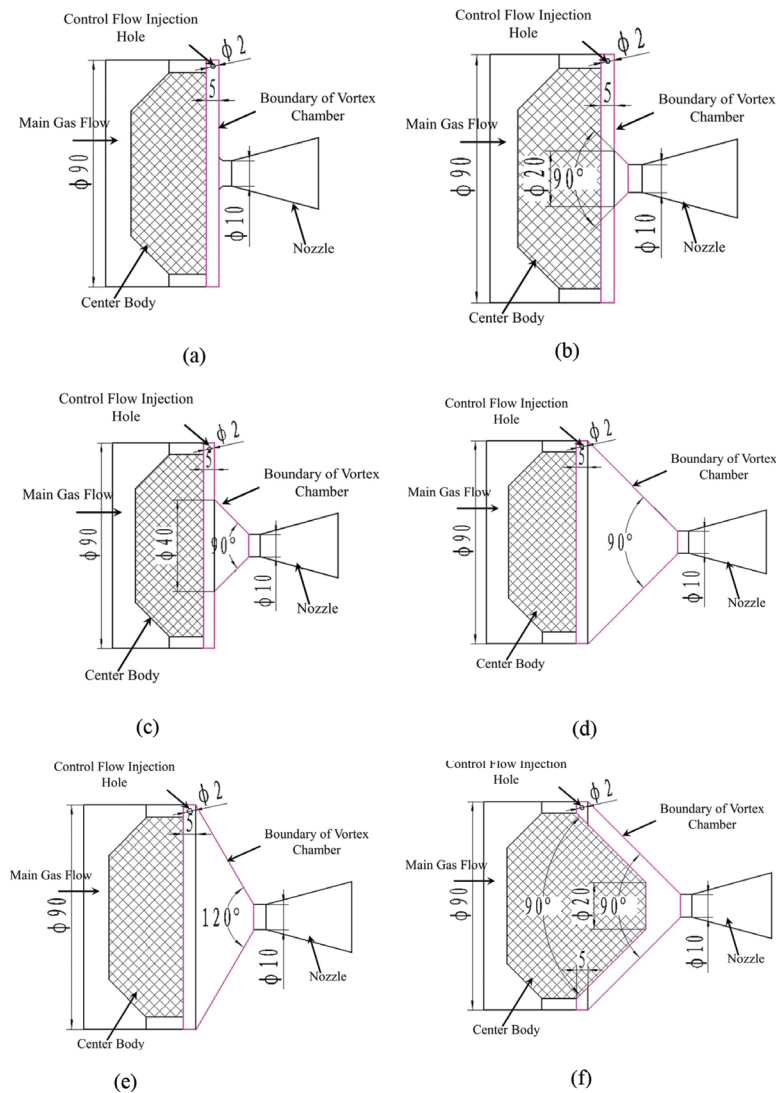 Control Flow Injection
Hole
ϕ2
5
Boundary of Vortex
Chamber
Main Gas Flow
ϕ90
ϕ10
Nozzle
Center Body
(a)
Control Flow Injection
Hole
ϕ2
5
Boundary of Vortex
Chamber
Main Gas Flow
ϕ90
ϕ20
90°
ϕ10
Nozzle
Center Body
(b)
Control Flow Injection
Hole
ϕ2
5
Boundary of Vortex
Chamber
Main Gas Flow
ϕ90
ϕ40
90°
ϕ10
Nozzle
Center Body
(c)
Control Flow Injection
Hole
ϕ2
5
Boundary of Vortex
Chamber
Main Gas Flow
ϕ90
90°
ϕ10
Nozzle
Center Body
(d)
Control Flow Injection
Hole
ϕ2
5
Boundary of Vortex
Chamber
Main Gas Flow
ϕ90
120°
ϕ10
Nozzle
Center Body
(e)
Control Flow Injection
Hole
ϕ2
Boundary of Vortex
Chamber
Main Gas Flow
ϕ90
90°
ϕ20
90°
ϕ10
5
Nozzle
Center Body
(f)